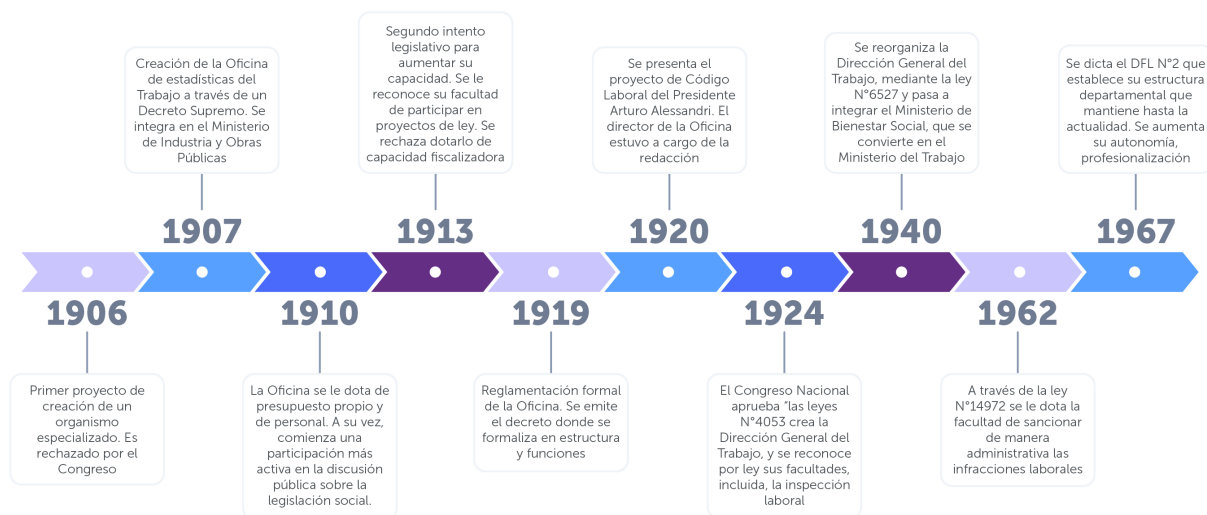 1906
Primer proyecto de
creación de un
organismo
especializado. Es
rechazado por el
Congreso
Creación de la Oficina
de estadísticas del
Trabajo a través de un
Decreto Supremo. Se
integra en el Ministerio
de Industria y Obras
Públicas
1907
1910
La Oficina se le dota de
presupuesto propio y
de personal. A su vez,
comienza una
participación más
activa en la discusión
pública sobre la
legislación social.
Segundo intento
legislativo para
aumentar su
capacidad. Se le
reconoce su facultad
de participar en
proyectos de ley. Se
rechaza dotarlo de
capacidad fiscalizadora
1913
1919
Reglamentación formal
de la Oficina. Se emite
el decreto donde se
formaliza en estructura
y funciones
Se presenta el
proyecto de Código
Laboral del Presidente
Arturo Alessandri. El
director de la Oficina
estuvo a cargo de la
redacción
1920
1924
El Congreso Nacional
aprueba “las leyes
N°4053 crea la
Dirección General del
Trabajo, y se reconoce
por ley sus facultades,
incluida, la inspección
laboral
Se reorganiza la
Dirección General del
Trabajo, mediante la ley
N°6527 y pasa a
integrar el Ministerio de
Bienestar Social, que se
convierte en el
Ministerio del Trabajo
1940
1962
A través de la ley
N°14972 se le dota la
facultad de sancionar
de manera
administrativa las
infracciones laborales
Se dicta el DFL N°2 que
establece su estructura
departamental que
mantiene hasta la
actualidad. Se aumenta
su autonomía,
profesionalización
1967